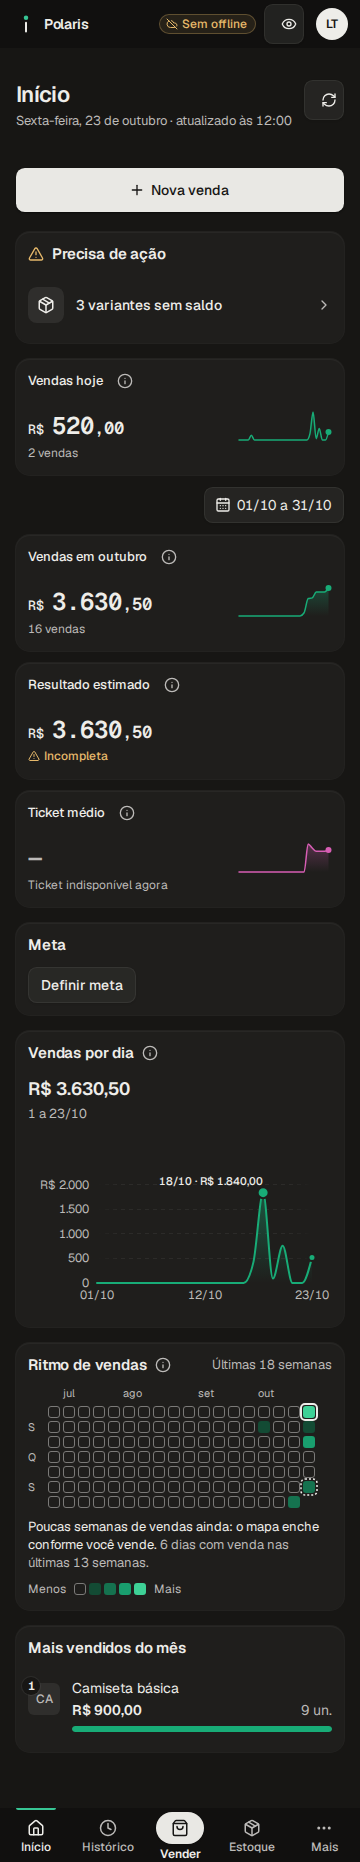 Polaris
Sem offline
LT
Início
Sexta-feira, 23 de outubro · atualizado às 12:00
Nova venda
Precisa de ação
3 variantes sem saldo
Vendas hoje
R$ 520,00
2 vendas
01/10 a 31/10
Vendas em outubro
R$ 3.630,50
16 vendas
Resultado estimado
R$ 3.630,50
Incompleta
Ticket médio
—
Ticket indisponível agora
Meta
Definir meta
Vendas por dia
R$ 3.630,50
1 a 23/10
18/10 · R$ 1.840,00
R$ 2.000
1.500
1.000
500
0
01/10 12/10 23/10
Ritmo de vendas Últimas 18 semanas
jul ago set out
S
Q
S
Poucas semanas de vendas ainda: o mapa enche
conforme você vende. 6 dias com venda nas
últimas 13 semanas.
Menos Mais
Mais vendidos do mês
1
CA
Camiseta básica
R$ 900,00 9 un.
Início Histórico Vender Estoque Mais